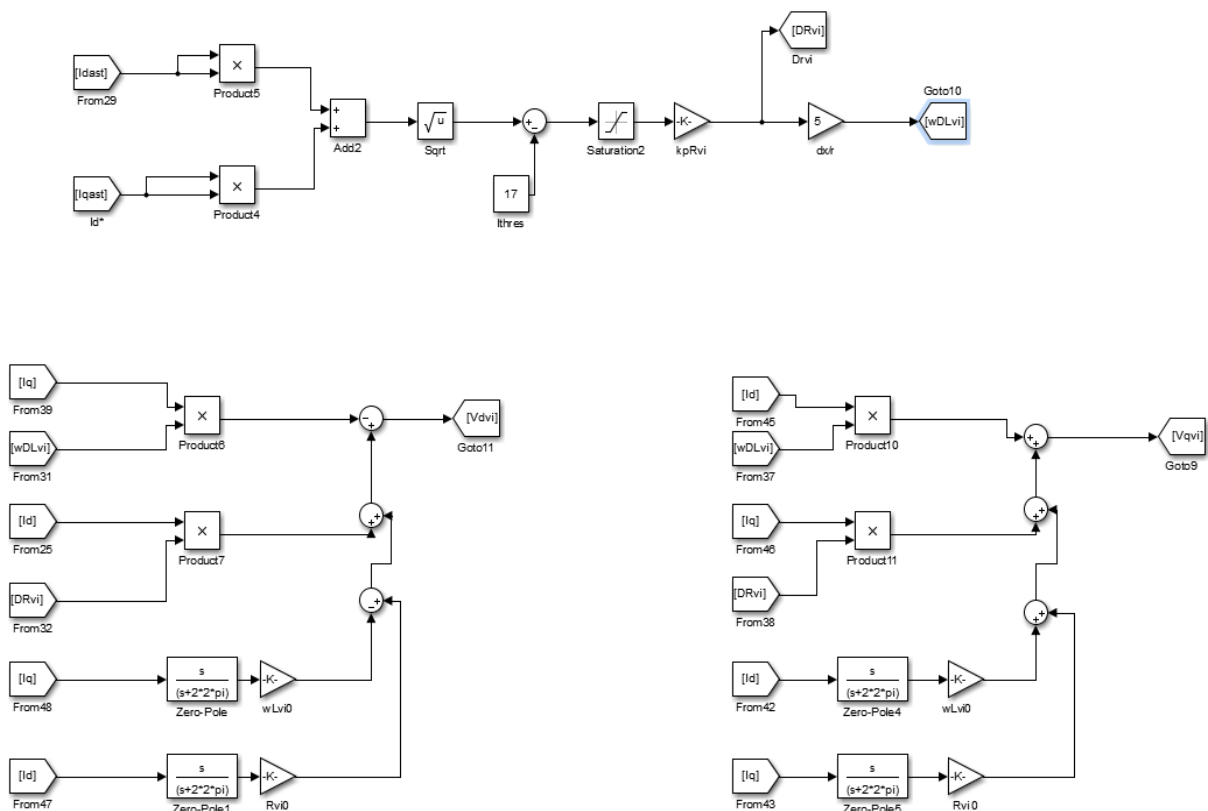 [DRvi]
Drvi
[Idast]
From29
×
Product5
+
+
Add2
√u
Sqrt
+
−
Saturation2
-K-
kpRvi
5
dx/r
Goto10
[wDLvi]
[Iqast]
Id*
×
Product4
17
Ithres
[Iq]
From39
[wDLvi]
From31
×
Product6
−
+
[Vdvi]
Goto11
[Id]
From25
[DRvi]
From32
×
Product7
+
+
−
+
[Iq]
From48
s
(s+2*2*pi)
Zero-Pole
-K-
wLvi0
[Id]
From47
s
(s+2*2*pi)
Zero-Pole1
-K-
Rvi0
[Id]
From45
[wDLvi]
From37
×
Product10
+
+
[Vqvi]
Goto9
[Iq]
From46
[DRvi]
From38
×
Product11
+
+
+
+
[Id]
From42
s
(s+2*2*pi)
Zero-Pole4
-K-
wLvi0
[Iq]
From43
s
(s+2*2*pi)
Zero-Pole5
-K-
Rvi 0